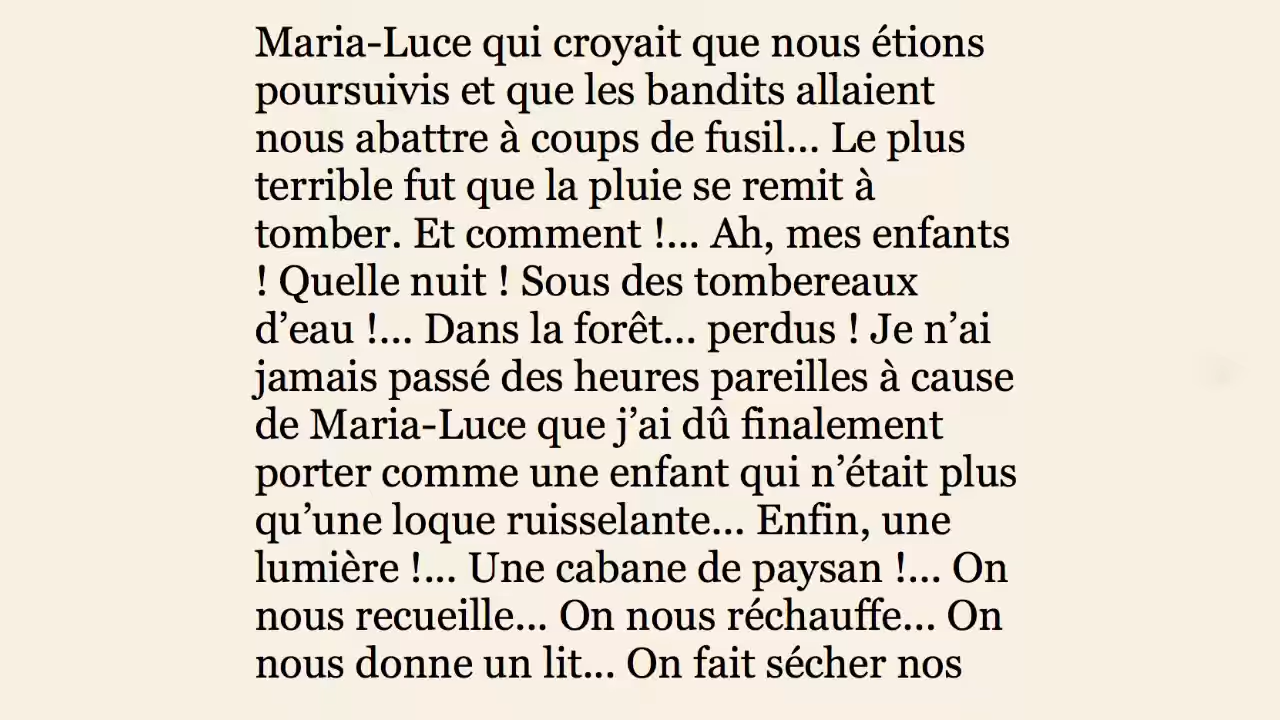 Maria-Luce qui croyait que nous étions
poursuivis et que les bandits allaient
nous abattre à coups de fusil... Le plus
terrible fut que la pluie se remit à
tomber. Et comment !... Ah, mes enfants
! Quelle nuit ! Sous des tombereaux
d’eau !... Dans la forêt... perdus ! Je n’ai
jamais passé des heures pareilles à cause
de Maria-Luce que j’ai dû finalement
porter comme une enfant qui n’était plus
qu’une loque ruisselante... Enfin, une
lumière !... Une cabane de paysan !... On
nous recueille... On nous réchauffe... On
nous donne un lit... On fait sécher nos